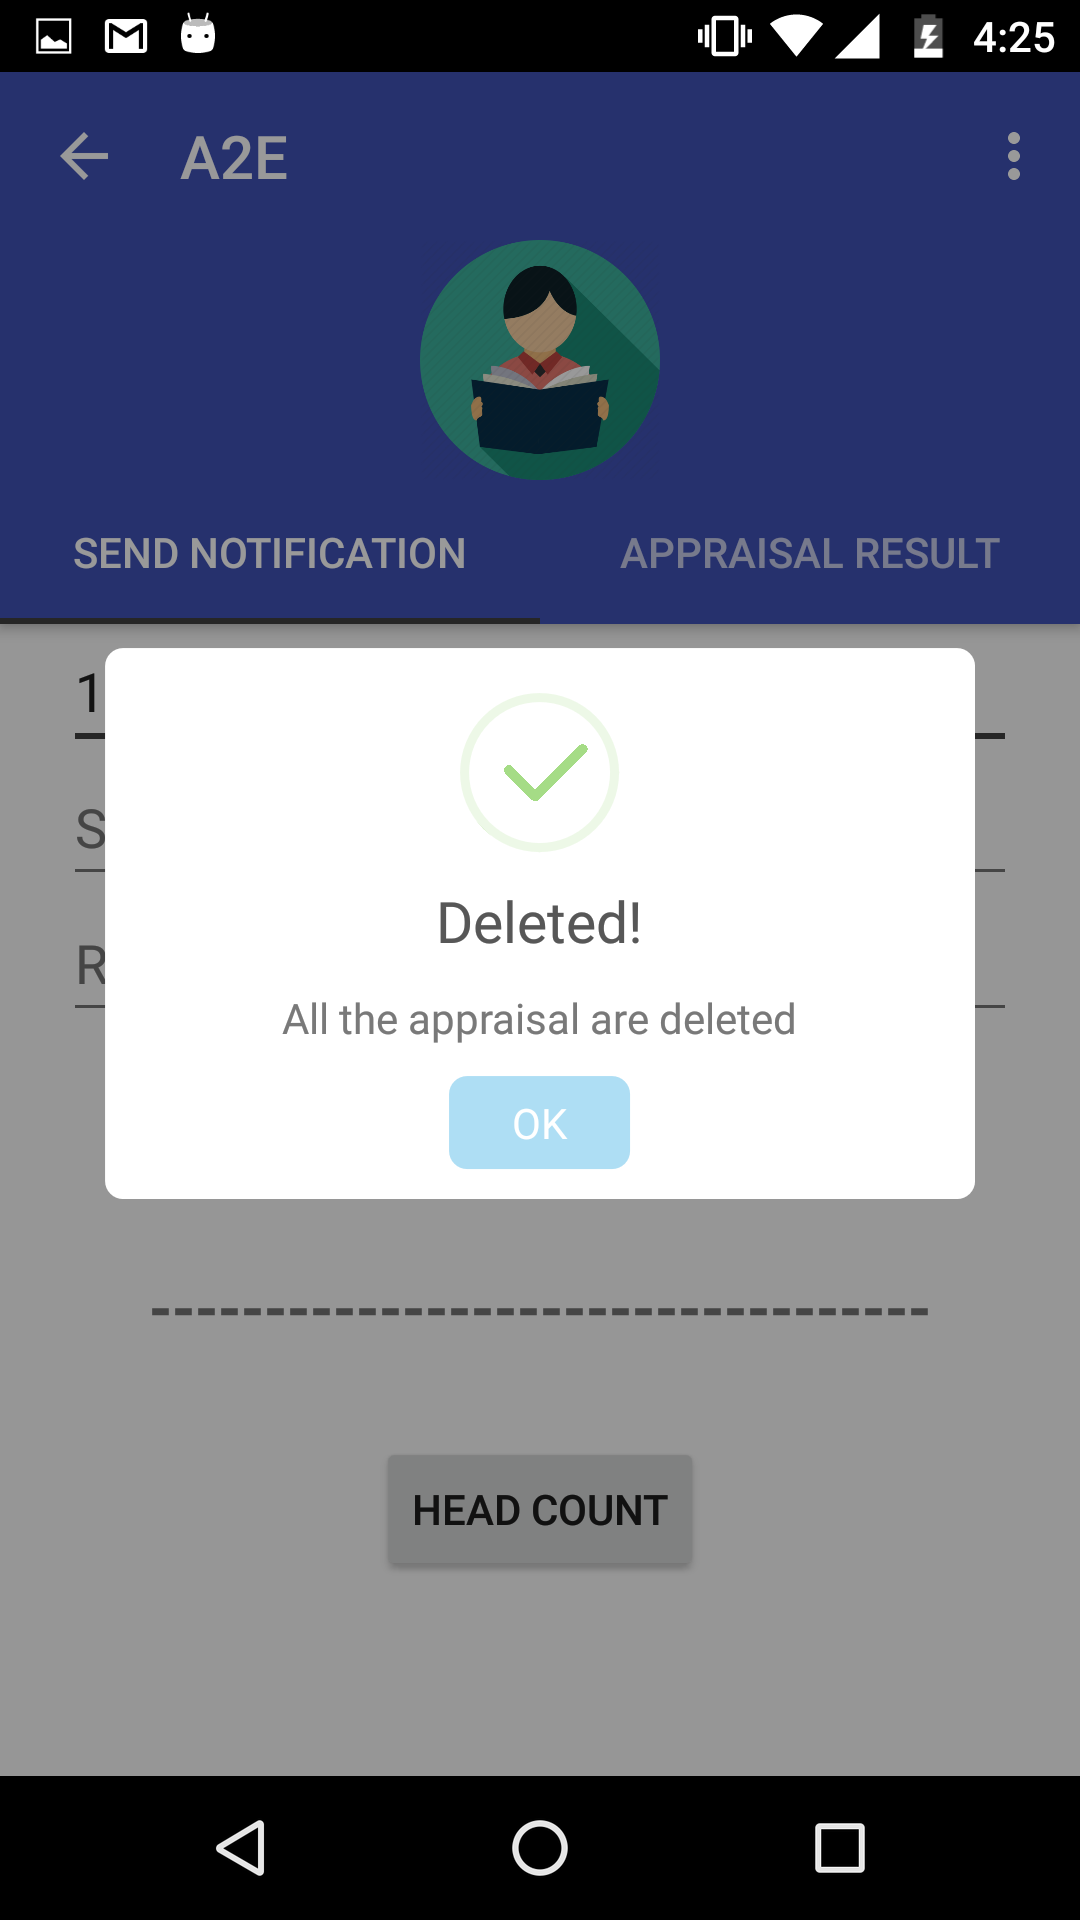 4:25
A2E
SEND NOTIFICATION
APPRAISAL RESULT
1
S
Deleted!
R
All the appraisal are deleted
OK
HEAD COUNT